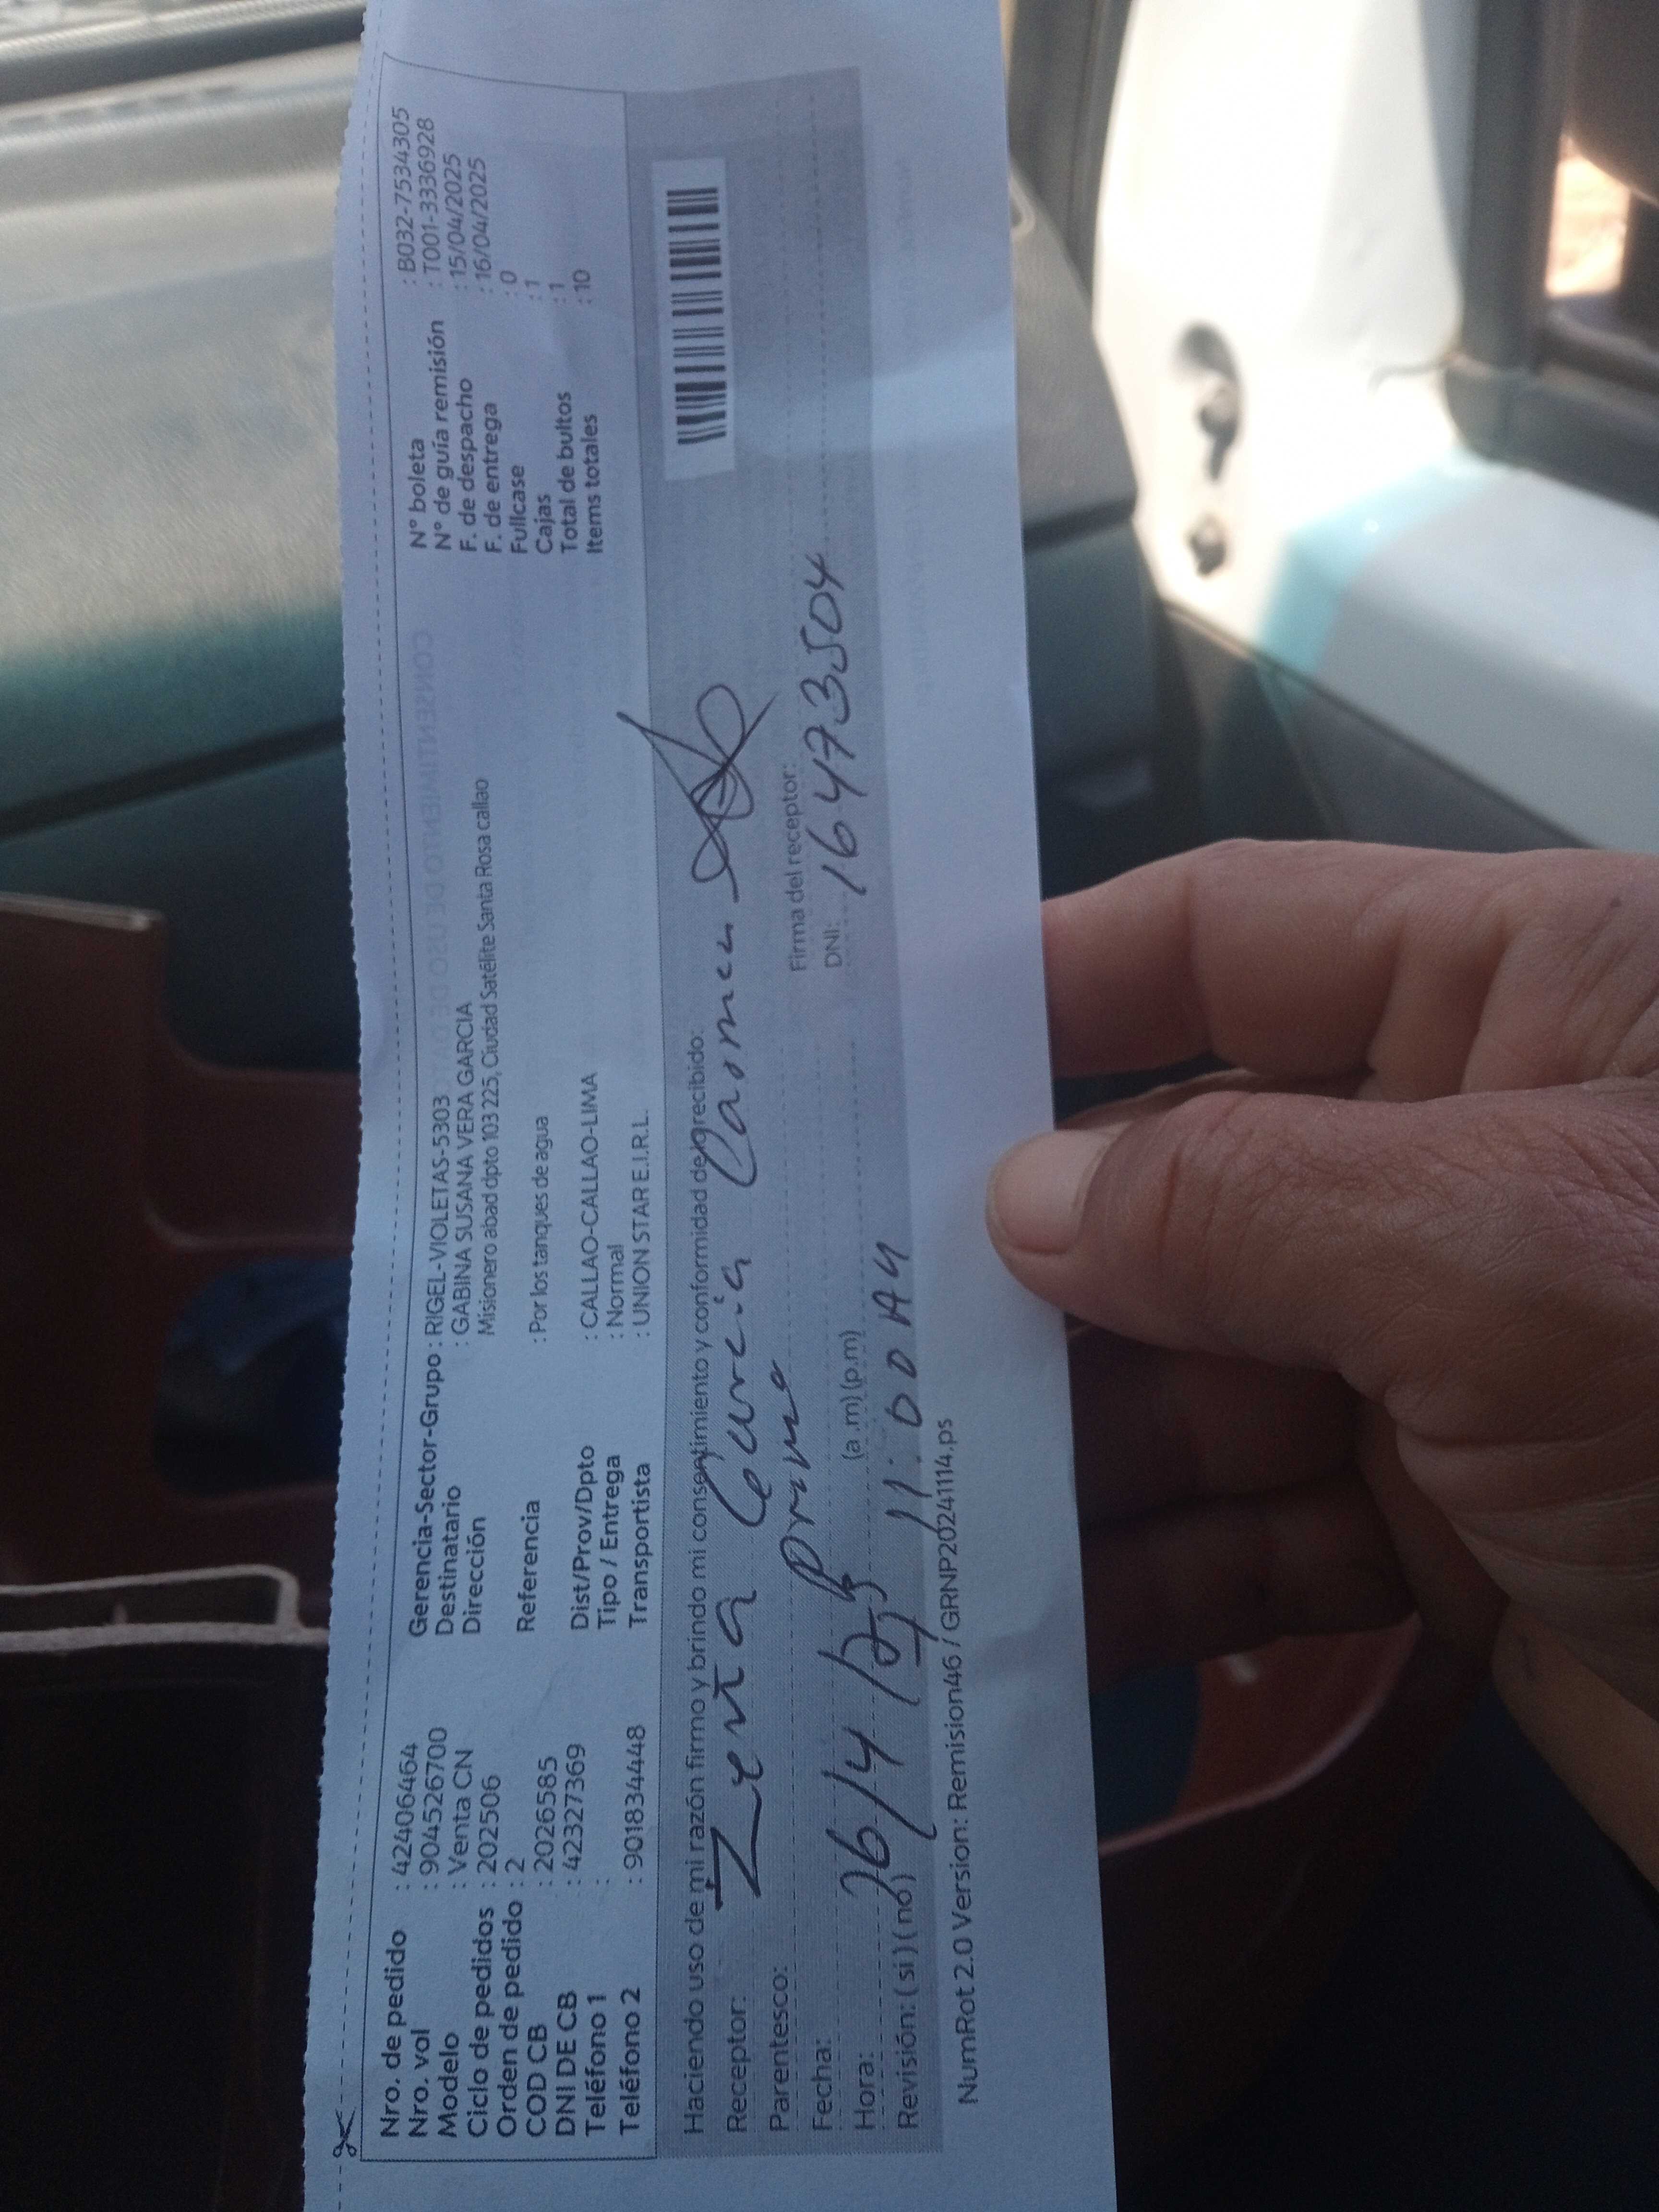 Nro. de pedido : 42406464
Nro. vol : 904526700
Modelo : Venta CN
Ciclo de pedidos : 202506
Orden de pedido : 2
COD CB : 2026585
DNI DE CB : 42327369
Teléfono 1 :
Teléfono 2 : 901834448
Gerencia-Sector-Grupo : RIGEL-VIOLETAS-5303
Destinatario : GABINA SUSANA VERA GARCIA
Dirección Misionero abad dpto 103 225, Ciudad Satélite Santa Rosa callao
Referencia : Por los tanques de agua
Dist/Prov/Dpto : CALLAO-CALLAO-LIMA
Tipo / Entrega : Normal
Transportista : UNION STAR E.I.R.L.
N° boleta : B032-7534305
N° de guía remisión : T001-3336928
F. de despacho : 15/04/2025
F. de entrega : 16/04/2025
Fullcase : 0
Cajas : 1
Total de bultos : 1
Items totales : 10
Haciendo uso de mi razón firmo y brindo mi consentimiento y conformidad de lo recibido:
Receptor: García Carmen
Parentesco: Prima
Firma del receptor:
Fecha: 16/4/25
DNI: 16473504
Hora: (a .m) (p.m) 11:00 AM
Revisión: ( si ) ( no )
NumRot 2.0 Version: Remision46 / GRNP20241114.ps